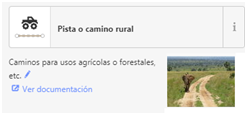 Pista o camino rural
Caminos para usos agrícolas o forestales,
etc.
Ver documentación